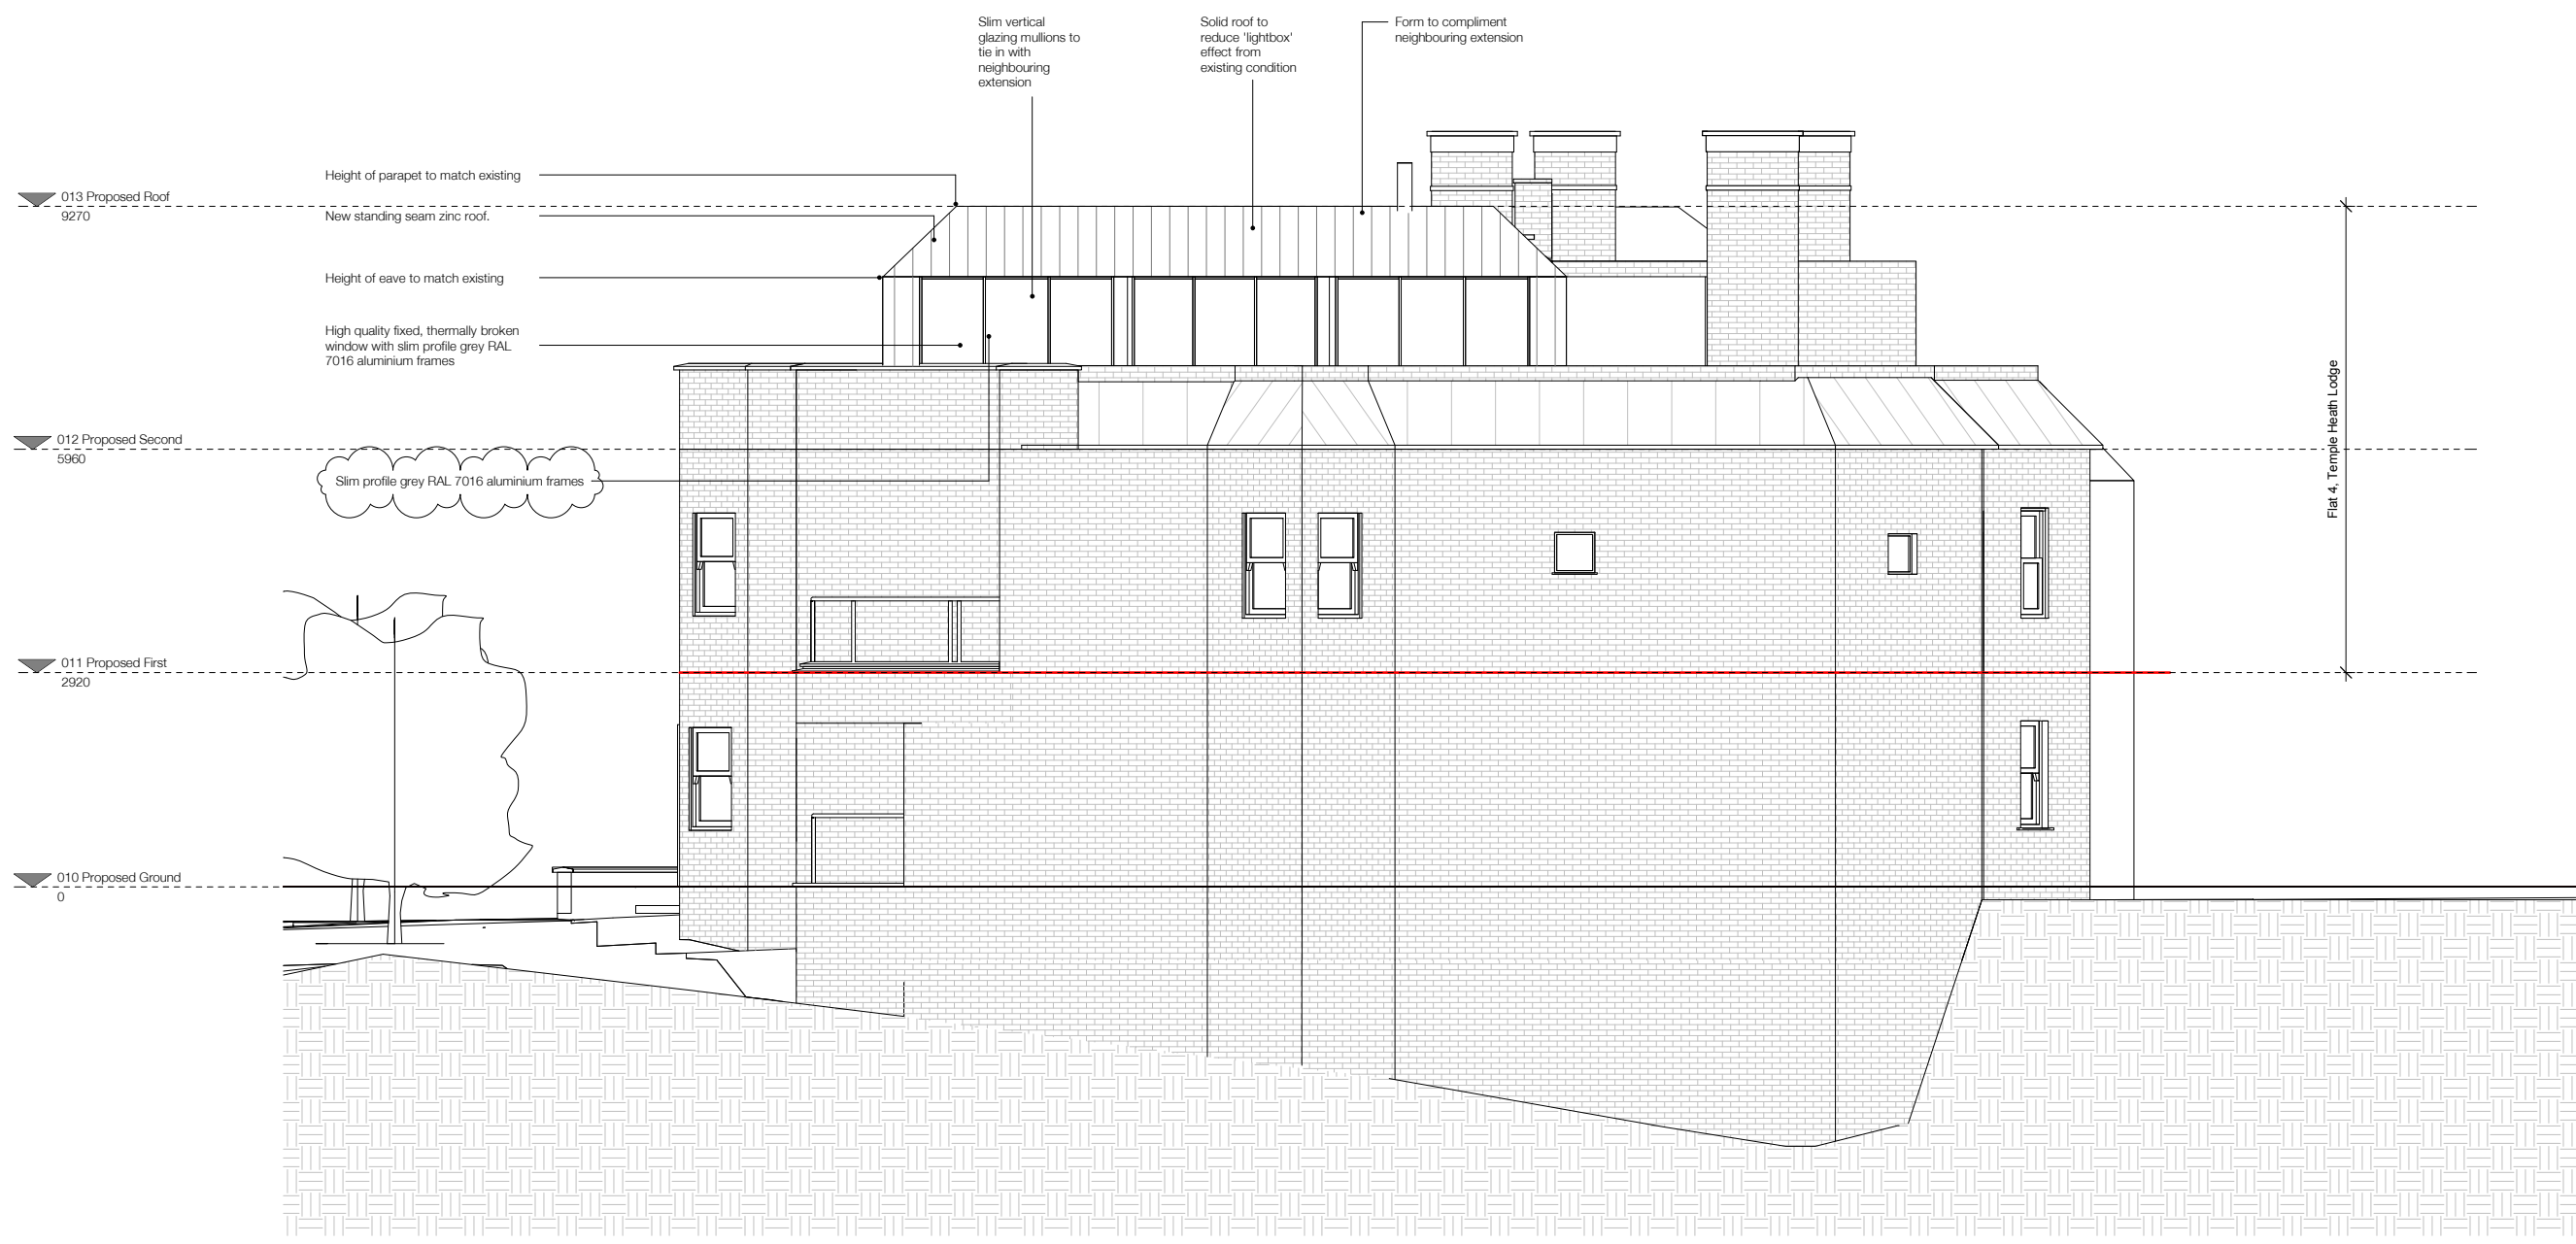 Slim vertical
glazing mullions to
tie in with
neighbouring
extension
Solid roof to
reduce 'lightbox'
effect from
existing condition
Form to compliment
neighbouring extension
Height of parapet to match existing
013 Proposed Roof
9270
New standing seam zinc roof.
Height of eave to match existing
High quality fixed, thermally broken
window with slim profile grey RAL
7016 aluminium frames
012 Proposed Second
5960
Slim profile grey RAL 7016 aluminium frames
Flat 4, Temple Heath Lodge
011 Proposed First
2920
010 Proposed Ground
0